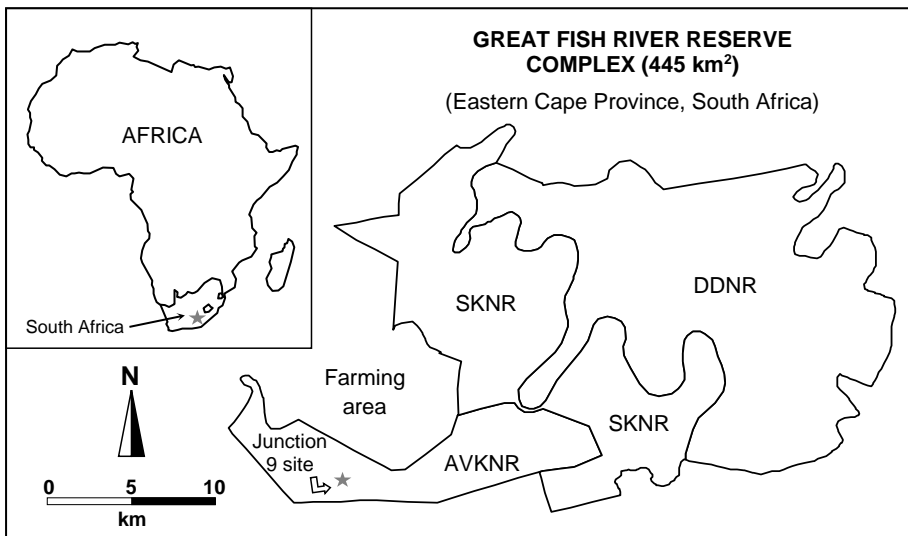 GREAT FISH RIVER RESERVE
COMPLEX (445 km²)
(Eastern Cape Province, South Africa)
AFRICA
South Africa
SKNR
DDNR
Farming
area
N
Junction
9 site
AVKNR
SKNR
0 5 10
km